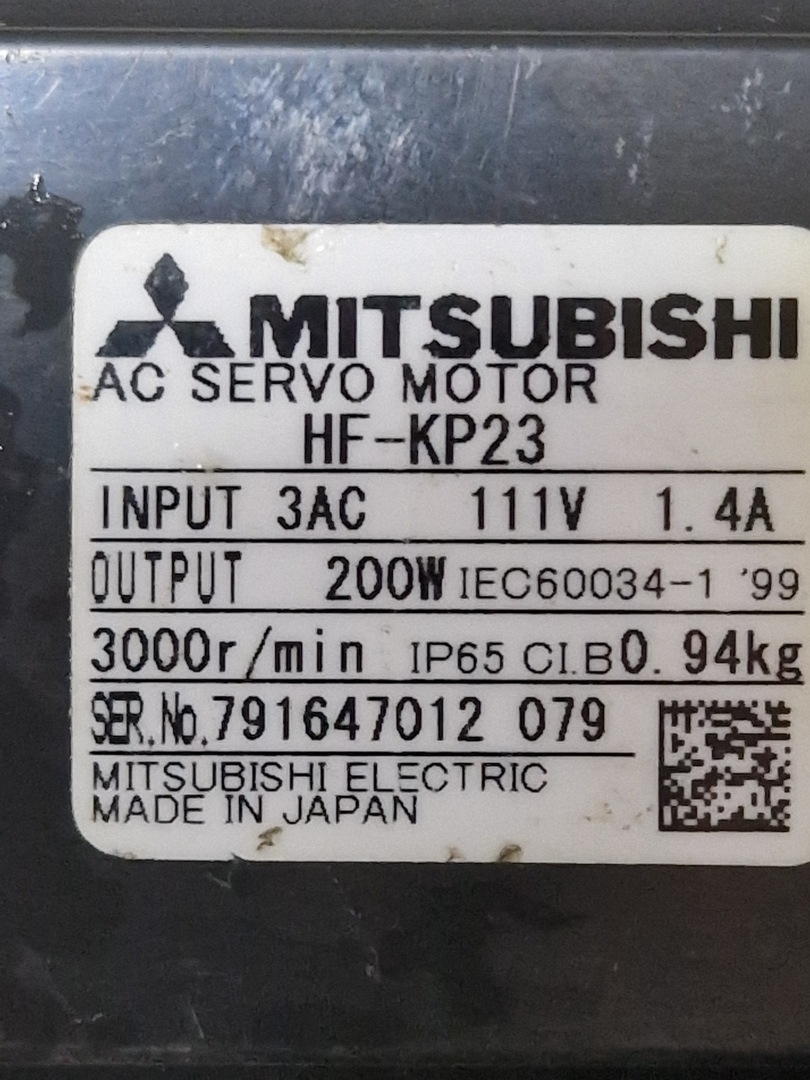 MITSUBISHI
AC SERVO MOTOR
HF-KP23
INPUT 3AC 111V 1.4A
OUTPUT 200W IEC60034-1 '99
3000r/min IP65 CI.B 0.94kg
SER.No.791647012 079
MITSUBISHI ELECTRIC
MADE IN JAPAN